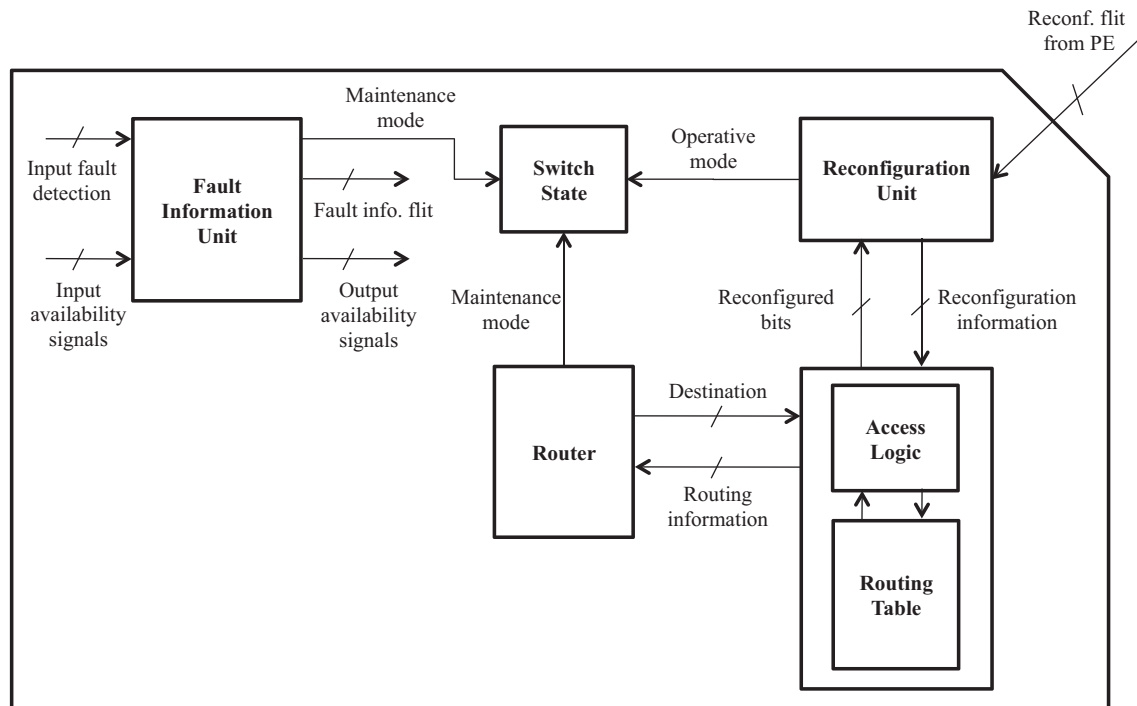 Reconf. flit
from PE
Maintenance
mode
Input fault
detection
Fault
Information
Unit
Fault info. flit
Input
availability
signals
Output
availability
signals
Switch
State
Operative
mode
Reconfiguration
Unit
Maintenance
mode
Reconfigured
bits
Reconfiguration
information
Router
Destination
Routing
information
Access
Logic
Routing
Table